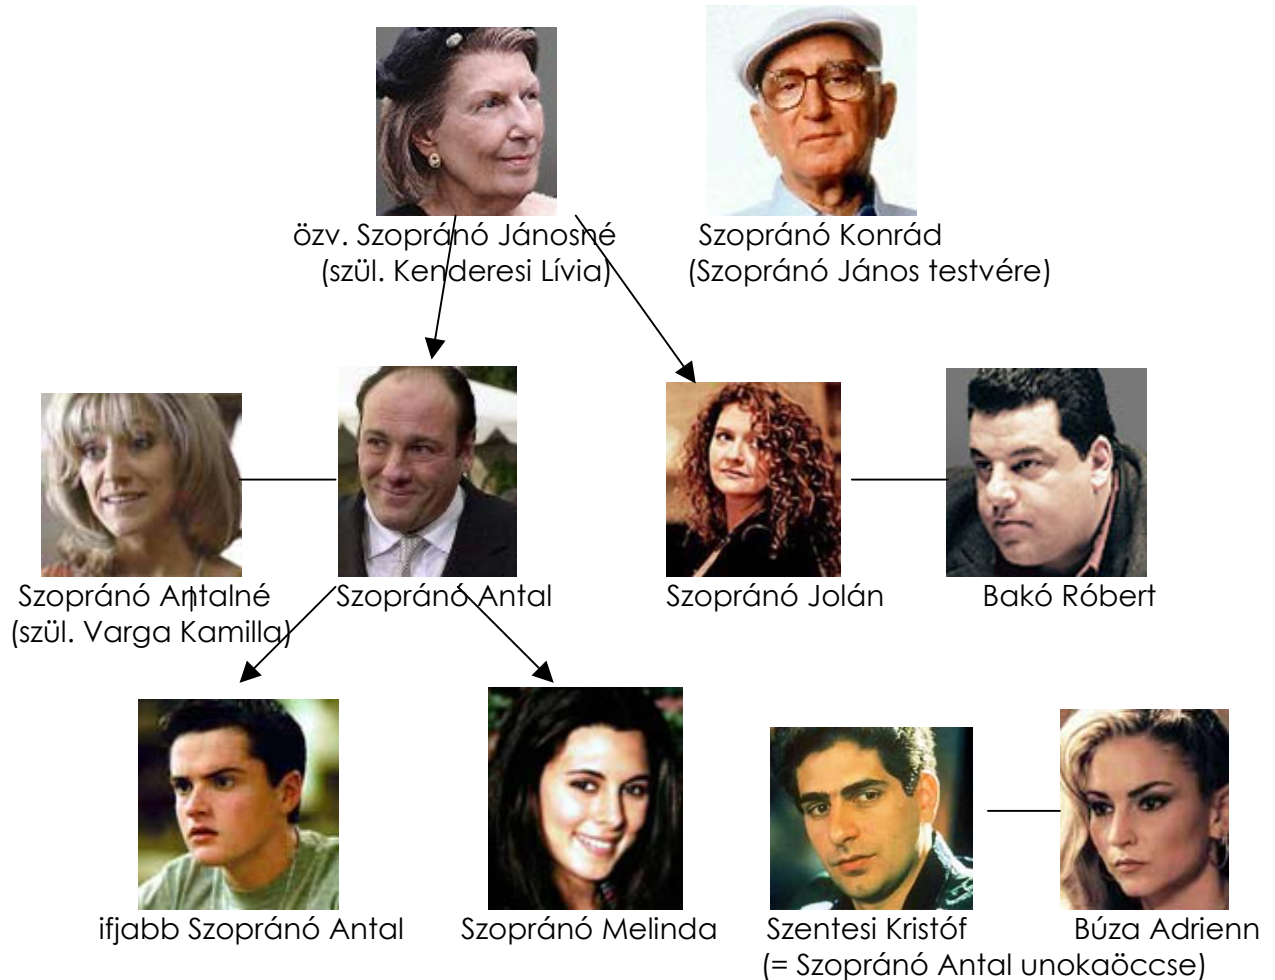 özv. Szopránó Jánosné
(szül. Kenderesi Lívia)
Szopránó Konrád
(Szopránó János testvére)
Szopránó Antalné
(szül. Varga Kamilla)
Szopránó Antal
Szopránó Jolán
Bakó Róbert
ifjabb Szopránó Antal
Szopránó Melinda
Szentesi Kristóf
(= Szopránó Antal unokaöccse)
Búza Adrienn